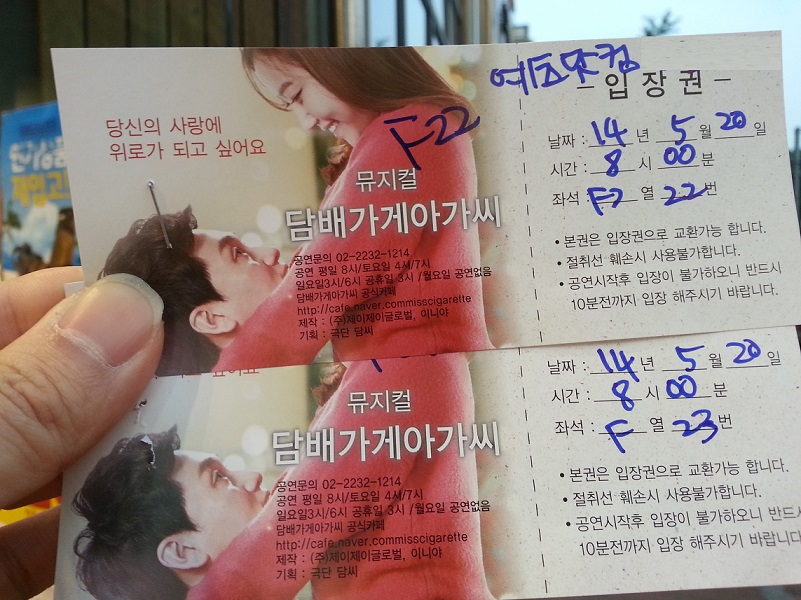 당신의 사랑에
위로가 되고 싶어요
F22
뮤지컬
담배가게아가씨
공연문의 02-2232-1214
공연 평일 8시/토요일 4시/7시
일요일3시/6시 공휴일 3시 /월요일 공연없음
담배가게아가씨 공식카페
http://cafe.naver.commisscigarette
제작 : (주)제이제이글로벌, 이니야
기획 : 극단 담씨
예스닷컴
- 입 장 권 -
날짜 : 14 년 5 월 20 일
시간 : 8 시 00 분
좌석 : F 열 22 번
• 본권은 입장권으로 교환가능 합니다.
• 절취선 훼손시 사용불가합니다.
• 공연시작후 입장이 불가하오니 반드시
10분전까지 입장 해주시기 바랍니다.
되고 싶어요
뮤지컬
담배가게아가씨
공연문의 02-2232-1214
공연 평일 8시/토요일 4시/7시
일요일3시/6시 공휴일 3시 /월요일 공연없음
담배가게아가씨 공식카페
http://cafe.naver.commisscigarette
제작 : (주)제이제이글로벌, 이니야
기획 : 극단 담씨
날짜 : 14 년 5 월 20 일
시간 : 8 시 00 분
좌석 : F 열 23 번
• 본권은 입장권으로 교환가능 합니다.
• 절취선 훼손시 사용불가합니다.
• 공연시작후 입장이 불가하오니 반드시
10분전까지 입장 해주시기 바랍니다.